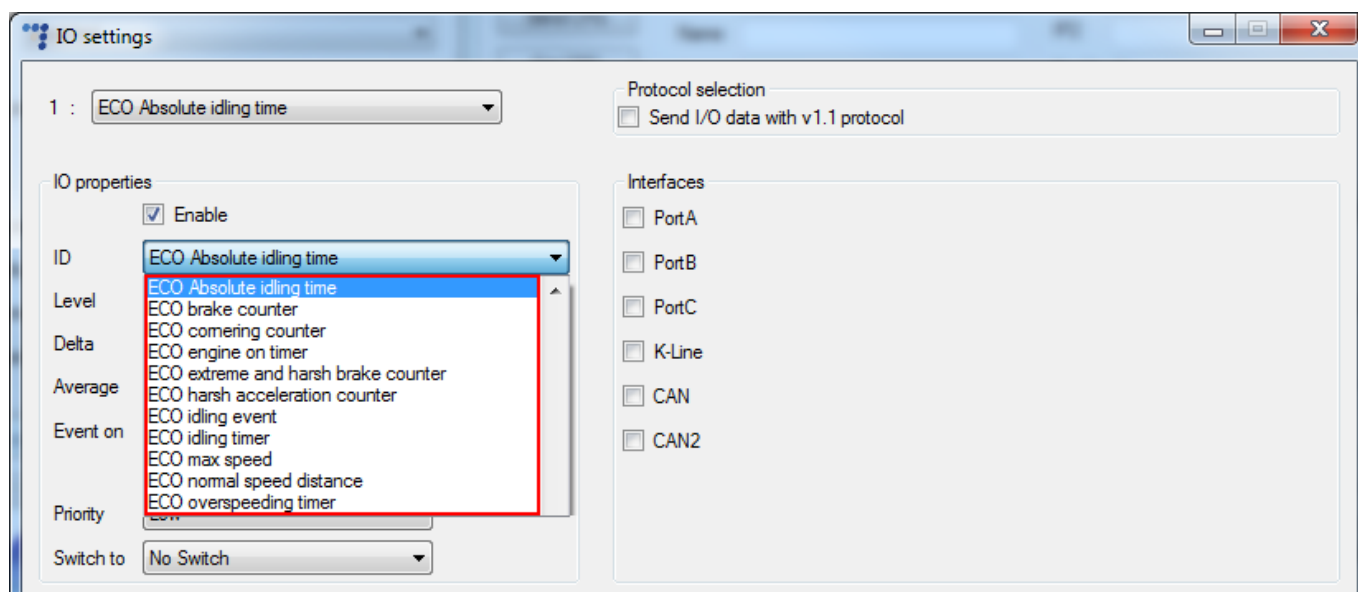 IO settings
1 : ECO Absolute idling time
Protocol selection
Send I/O data with v1.1 protocol
IO properties
Enable
ID ECO Absolute idling time
ECO Absolute idling time
ECO brake counter
ECO cornering counter
ECO engine on timer
ECO extreme and harsh brake counter
ECO harsh acceleration counter
ECO idling event
ECO idling timer
ECO max speed
ECO normal speed distance
ECO overspeeding timer
Level
Delta
Average
Event on
Priority
Switch to No Switch
Interfaces
PortA
PortB
PortC
K-Line
CAN
CAN2